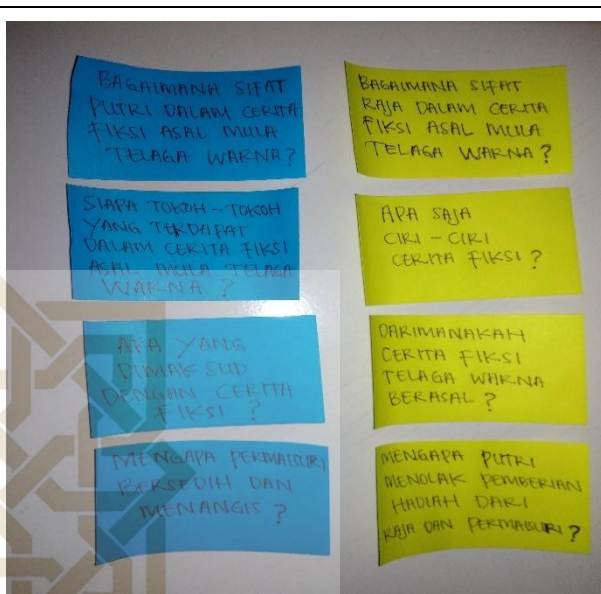 BAGAIMANA SIFAT
PUTRI DALAM CERITA
FIKSI ASAL MULA
TELAGA WARNA?
SIAPA TOKOH-TOKOH
YANG TERDAPAT
DALAM CERITA FIKSI
ASAL MULA TELAGA
WARNA ?
APA YANG
DIMAKSUD
DENGAN CERITA
FIKSI ?
MENGAPA PERMAISURI
BERSEDIH DAN
MENANGIS ?
BAGAIMANA SIFAT
RAJA DALAM CERITA
FIKSI ASAL MULA
TELAGA WARNA ?
APA SAJA
CIRI-CIRI
CERITA FIKSI ?
DARIMANAKAH
CERITA FIKSI
TELAGA WARNA
BERASAL ?
MENGAPA PUTRI
MENOLAK PEMBERIAN
HADIAH DARI
RAJA DAN PERMAISURI ?